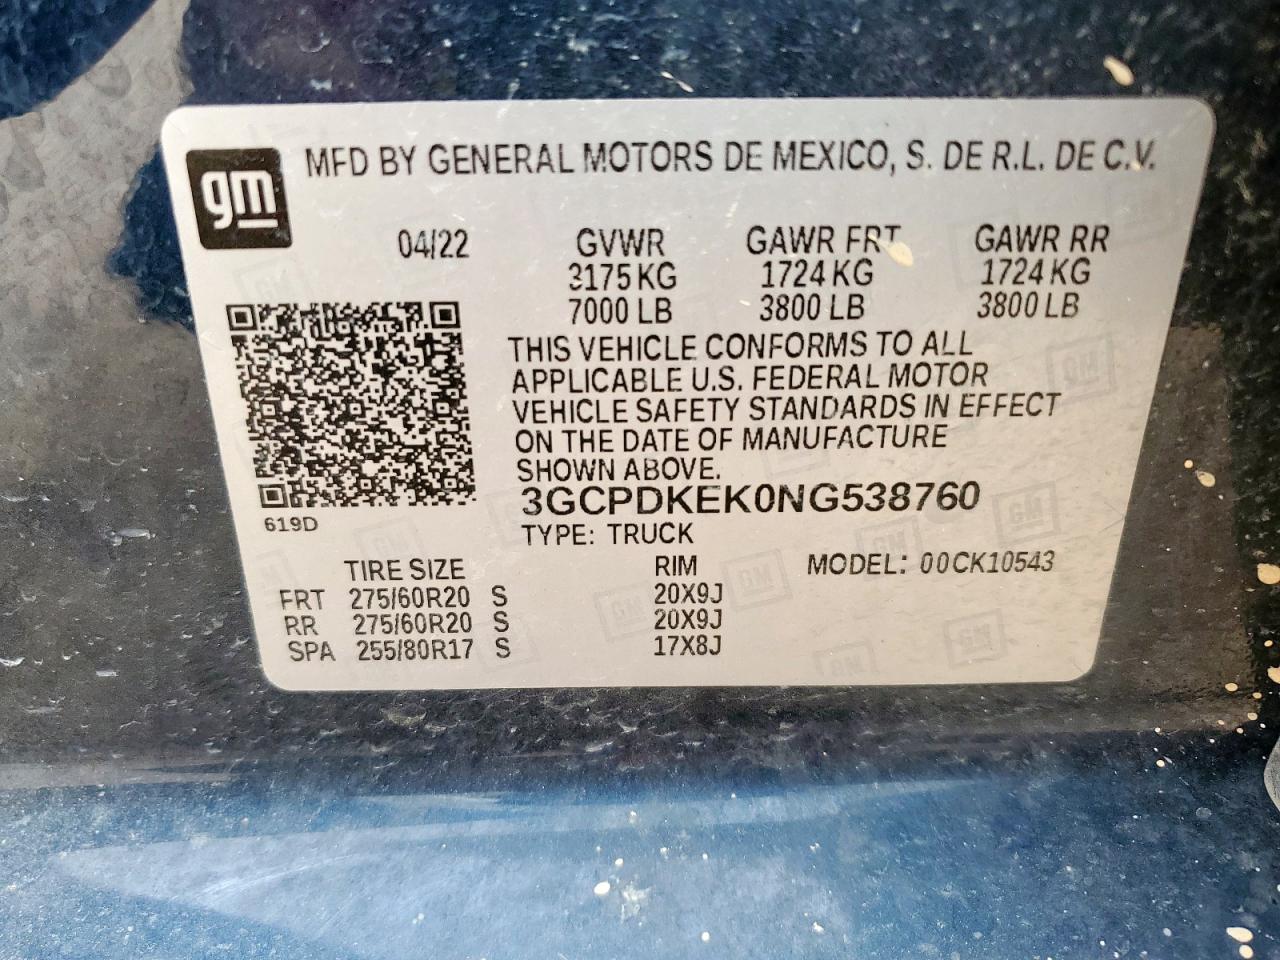 gm
MFD BY GENERAL MOTORS DE MEXICO, S. DE R.L. DE C.V.
04/22 GVWR GAWR FRT GAWR RR
3175 KG 1724 KG 1724 KG
7000 LB 3800 LB 3800 LB
THIS VEHICLE CONFORMS TO ALL
APPLICABLE U.S. FEDERAL MOTOR
VEHICLE SAFETY STANDARDS IN EFFECT
ON THE DATE OF MANUFACTURE
SHOWN ABOVE.
3GCPDKEK0NG538760
619D
TYPE: TRUCK
TIRE SIZE RIM MODEL: 00CK10543
FRT 275/60R20 S 20X9J
RR 275/60R20 S 20X9J
SPA 255/80R17 S 17X8J